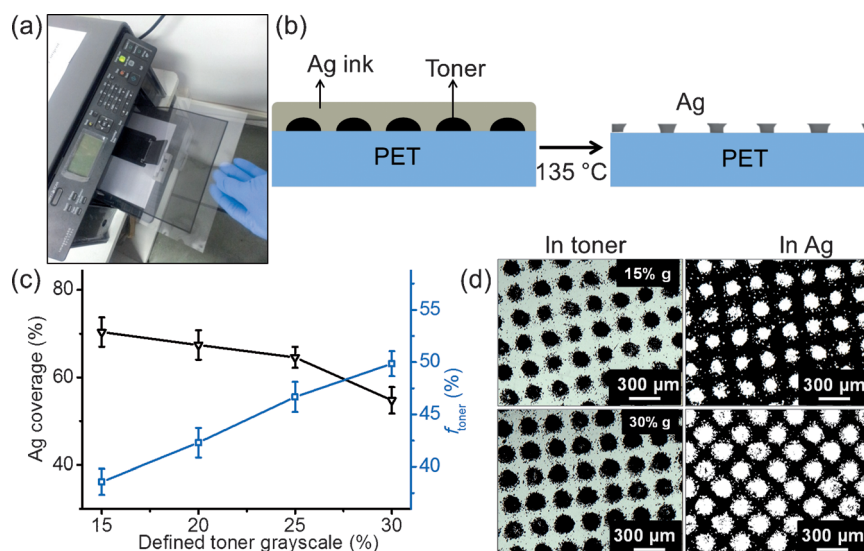 (a)
(b)
Ag ink
Toner
PET
135 °C
Ag
PET
(c)
Ag coverage (%)
80
60
40
15
20
25
30
Defined toner grayscale (%)
55
50
45
40
f toner (%)
(d)
In toner
In Ag
15% g
300 µm
300 µm
30% g
300 µm
300 µm